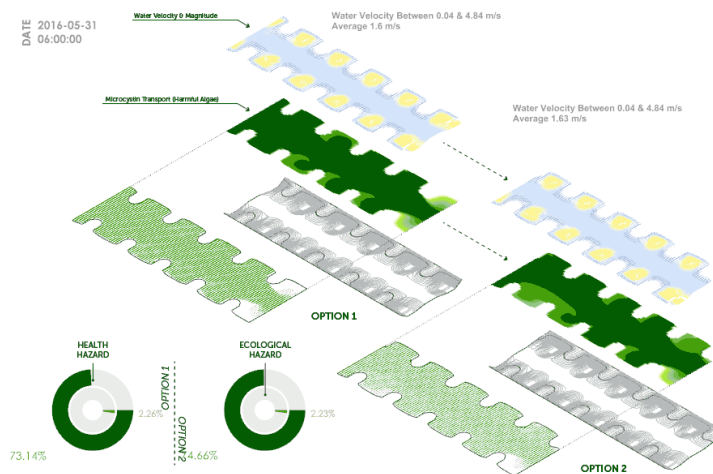 DATE
2016-05-31
06:00:00
Water Velocity & Magnitude
Water Velocity Between 0.04 & 4.84 m/s
Average 1.6 m/s
Microcystin Transport (Harmful Algae)
Water Velocity Between 0.04 & 4.84 m/s
Average 1.63 m/s
OPTION 1
HEALTH
HAZARD
ECOLOGICAL
HAZARD
OPTION 1
OPTION 2
2.26%
2.23%
73.14%
4.66%
OPTION 2